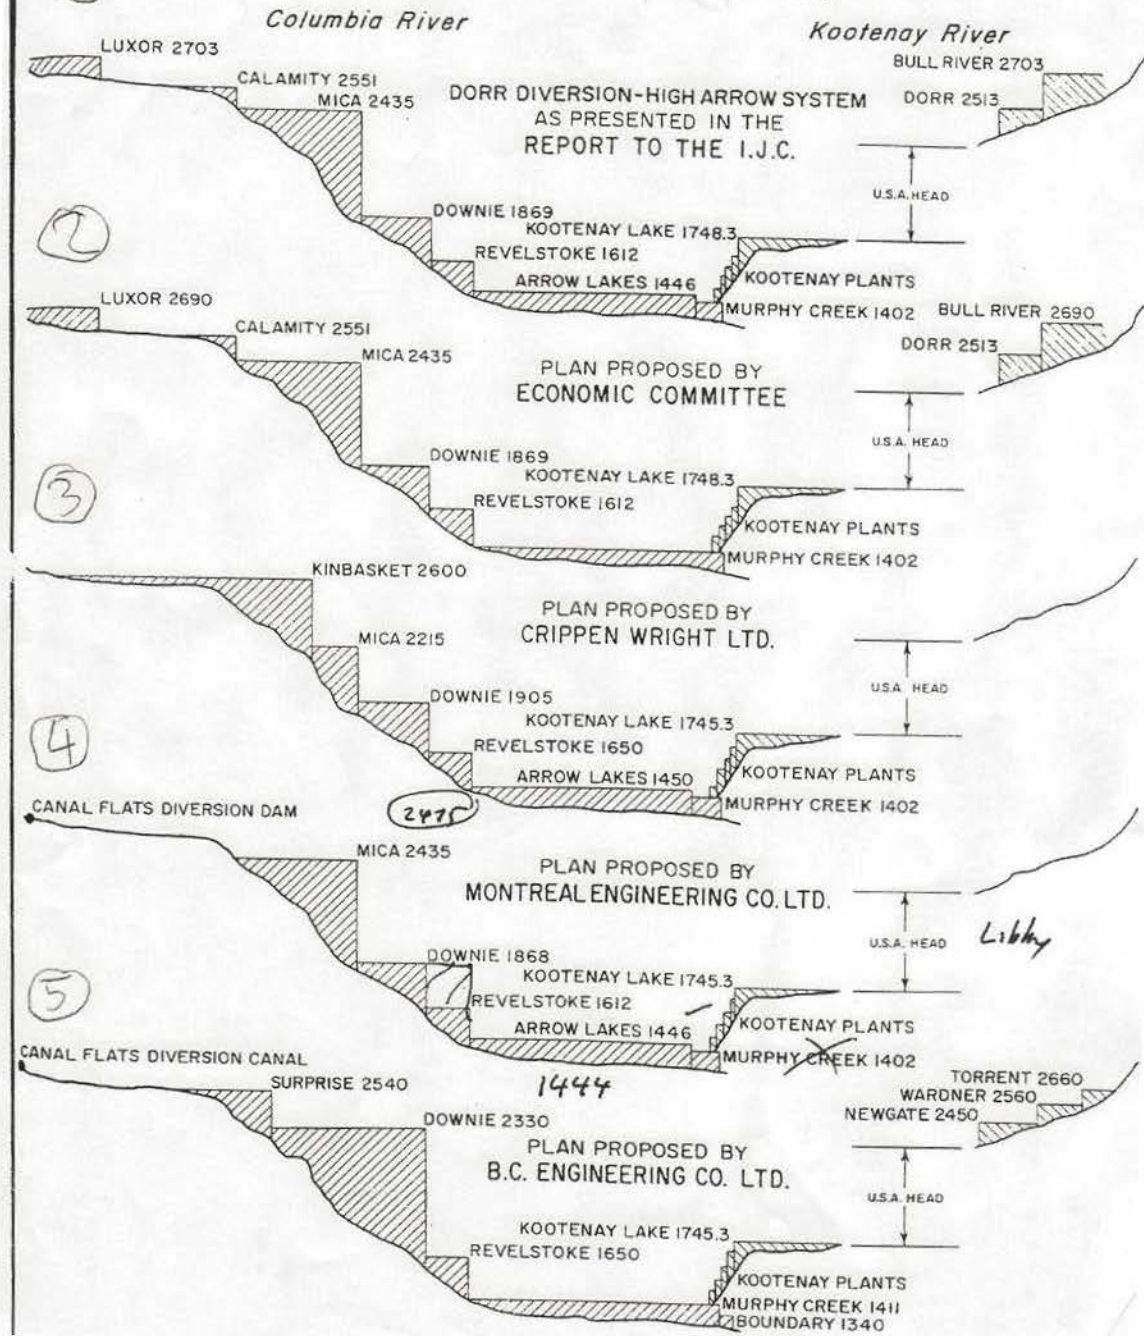 Columbia River
Kootenay River
LUXOR 2703
BULL RIVER 2703
CALAMITY 2551
MICA 2435
DORR 2513
DORR DIVERSION-HIGH ARROW SYSTEM
AS PRESENTED IN THE
REPORT TO THE I.J.C.
U.S.A. HEAD
DOWNIE 1869
KOOTENAY LAKE 1748.3
REVELSTOKE 1612
ARROW LAKES 1446
KOOTENAY PLANTS
MURPHY CREEK 1402
2
LUXOR 2690
BULL RIVER 2690
CALAMITY 2551
MICA 2435
DORR 2513
PLAN PROPOSED BY
ECONOMIC COMMITTEE
U.S.A. HEAD
DOWNIE 1869
KOOTENAY LAKE 1748.3
REVELSTOKE 1612
KOOTENAY PLANTS
MURPHY CREEK 1402
3
KINBASKET 2600
PLAN PROPOSED BY
CRIPPEN WRIGHT LTD.
MICA 2215
U.S.A. HEAD
DOWNIE 1905
KOOTENAY LAKE 1745.3
REVELSTOKE 1650
ARROW LAKES 1450
KOOTENAY PLANTS
MURPHY CREEK 1402
4
CANAL FLATS DIVERSION DAM
2475
MICA 2435
PLAN PROPOSED BY
MONTREAL ENGINEERING CO. LTD.
U.S.A. HEAD
Libby
DOWNIE 1868
KOOTENAY LAKE 1745.3
REVELSTOKE 1612
ARROW LAKES 1446
KOOTENAY PLANTS
MURPHY CREEK 1402
1444
5
CANAL FLATS DIVERSION CANAL
SURPRISE 2540
TORRENT 2660
WARDNER 2560
NEWGATE 2450
DOWNIE 2330
PLAN PROPOSED BY
B.C. ENGINEERING CO. LTD.
U.S.A. HEAD
KOOTENAY LAKE 1745.3
REVELSTOKE 1650
KOOTENAY PLANTS
MURPHY CREEK 1411
BOUNDARY 1340